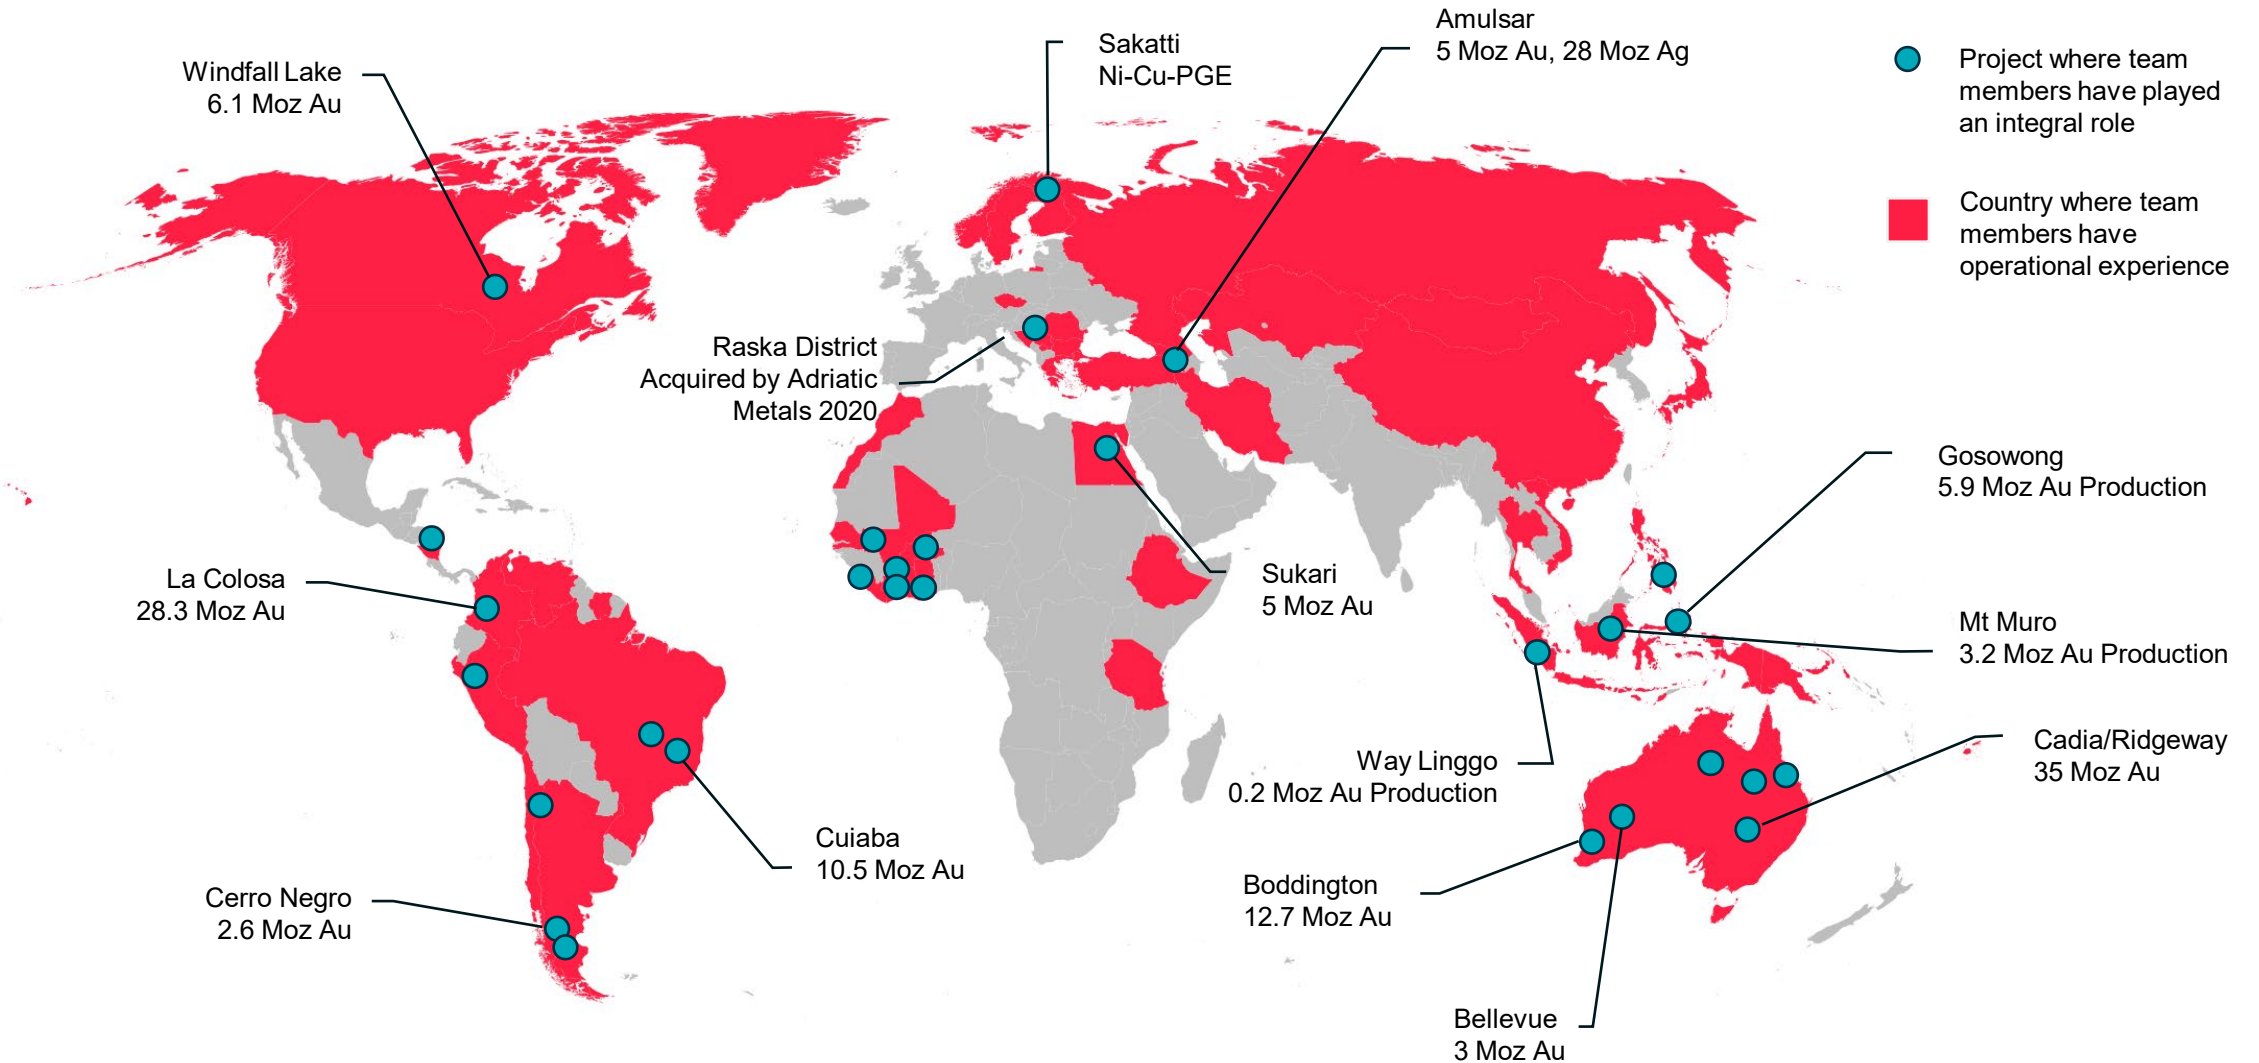 Windfall Lake
6.1 Moz Au
Sakatti
Ni-Cu-PGE
Amulsar
5 Moz Au, 28 Moz Ag
Project where team
members have played
an integral role
Country where team
members have
operational experience
Raska District
Acquired by Adriatic
Metals 2020
Gosowong
5.9 Moz Au Production
La Colosa
28.3 Moz Au
Sukari
5 Moz Au
Mt Muro
3.2 Moz Au Production
Way Linggo
0.2 Moz Au Production
Cadia/Ridgeway
35 Moz Au
Cuiaba
10.5 Moz Au
Cerro Negro
2.6 Moz Au
Boddington
12.7 Moz Au
Bellevue
3 Moz Au